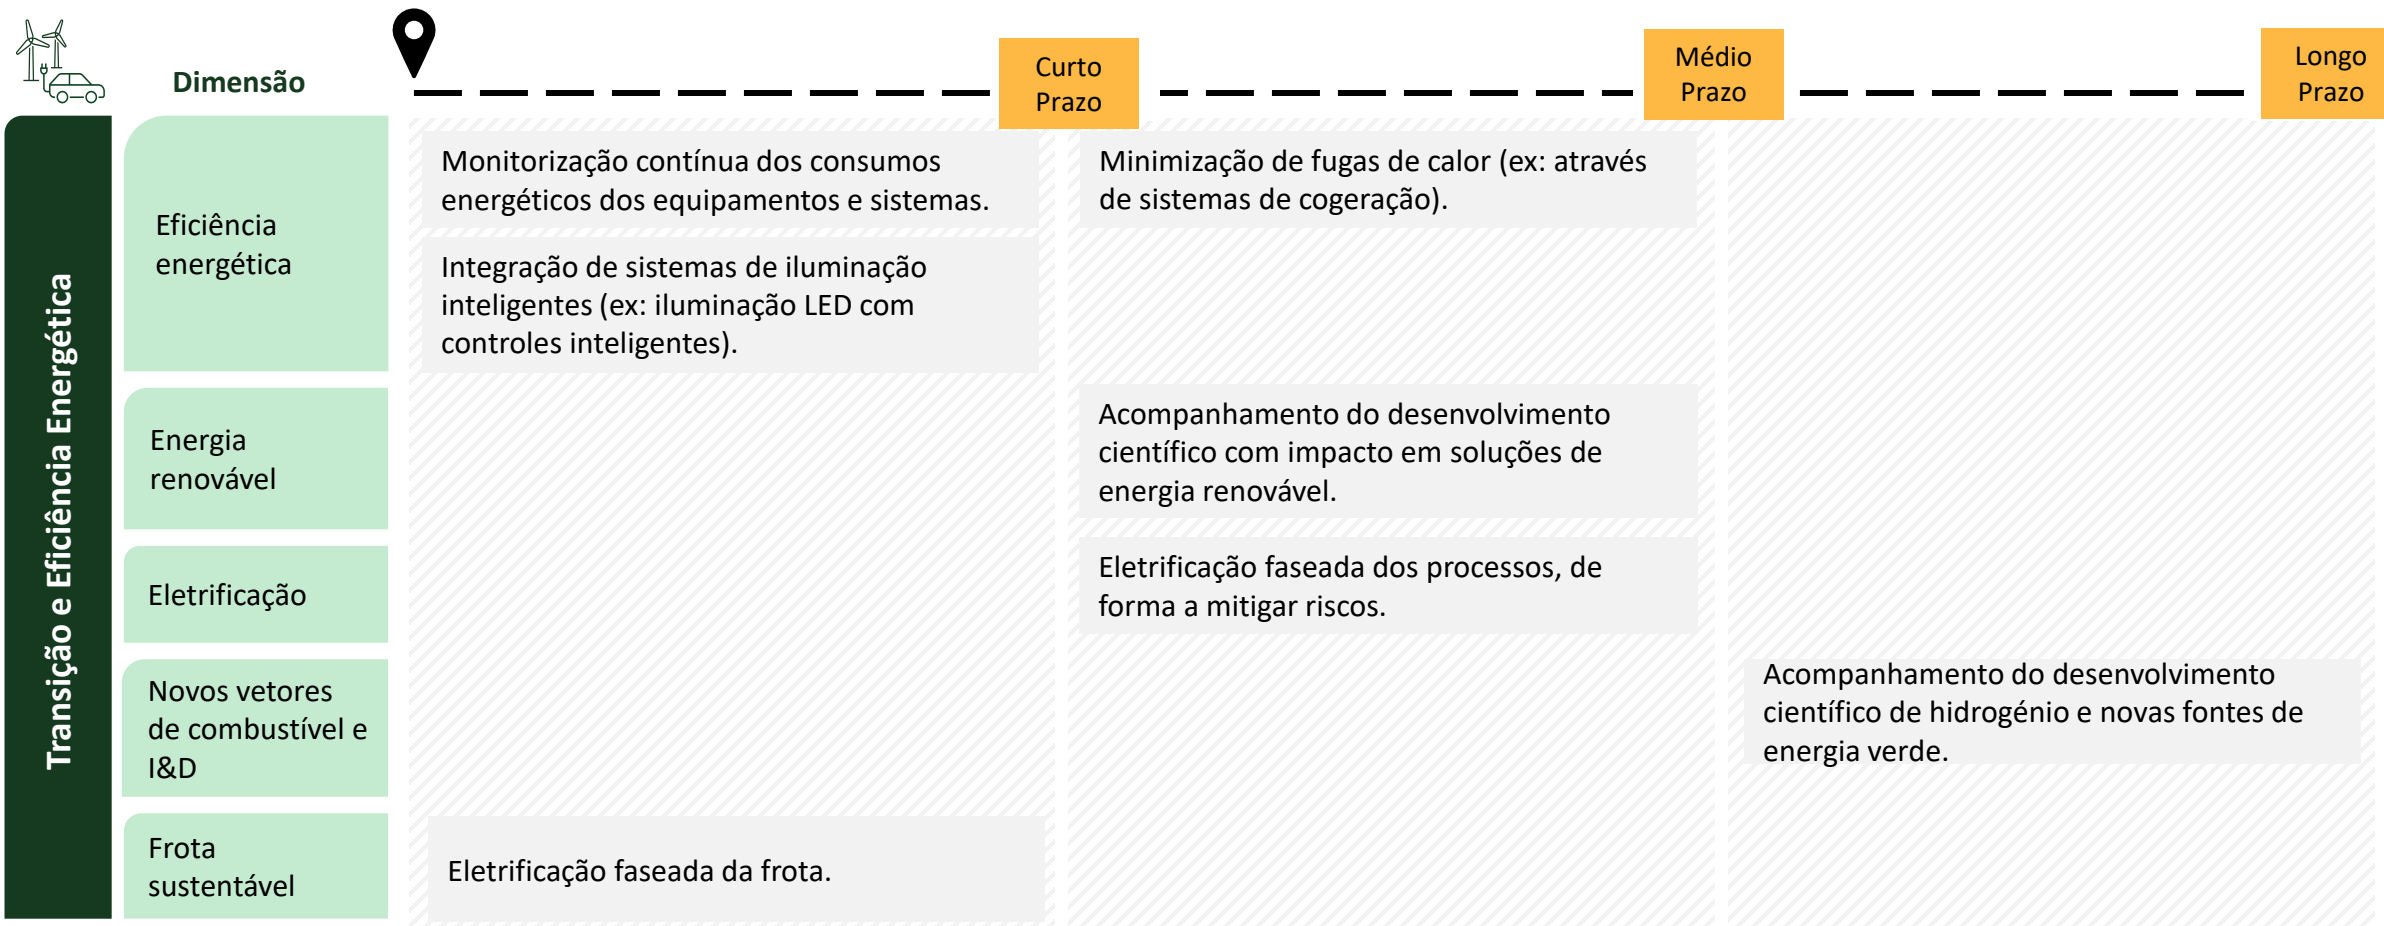 Dimensão
Curto
Prazo
Médio
Prazo
Longo
Prazo
Transição e Eficiência Energética
Eficiência
energética
Monitorização contínua dos consumos
energéticos dos equipamentos e sistemas.
Integração de sistemas de iluminação
inteligentes (ex: iluminação LED com
controles inteligentes).
Minimização de fugas de calor (ex: através
de sistemas de cogeração).
Energia
renovável
Acompanhamento do desenvolvimento
científico com impacto em soluções de
energia renovável.
Eletrificação
Eletrificação faseada dos processos, de
forma a mitigar riscos.
Novos vetores
de combustível e
I&D
Acompanhamento do desenvolvimento
científico de hidrogénio e novas fontes de
energia verde.
Frota
sustentável
Eletrificação faseada da frota.